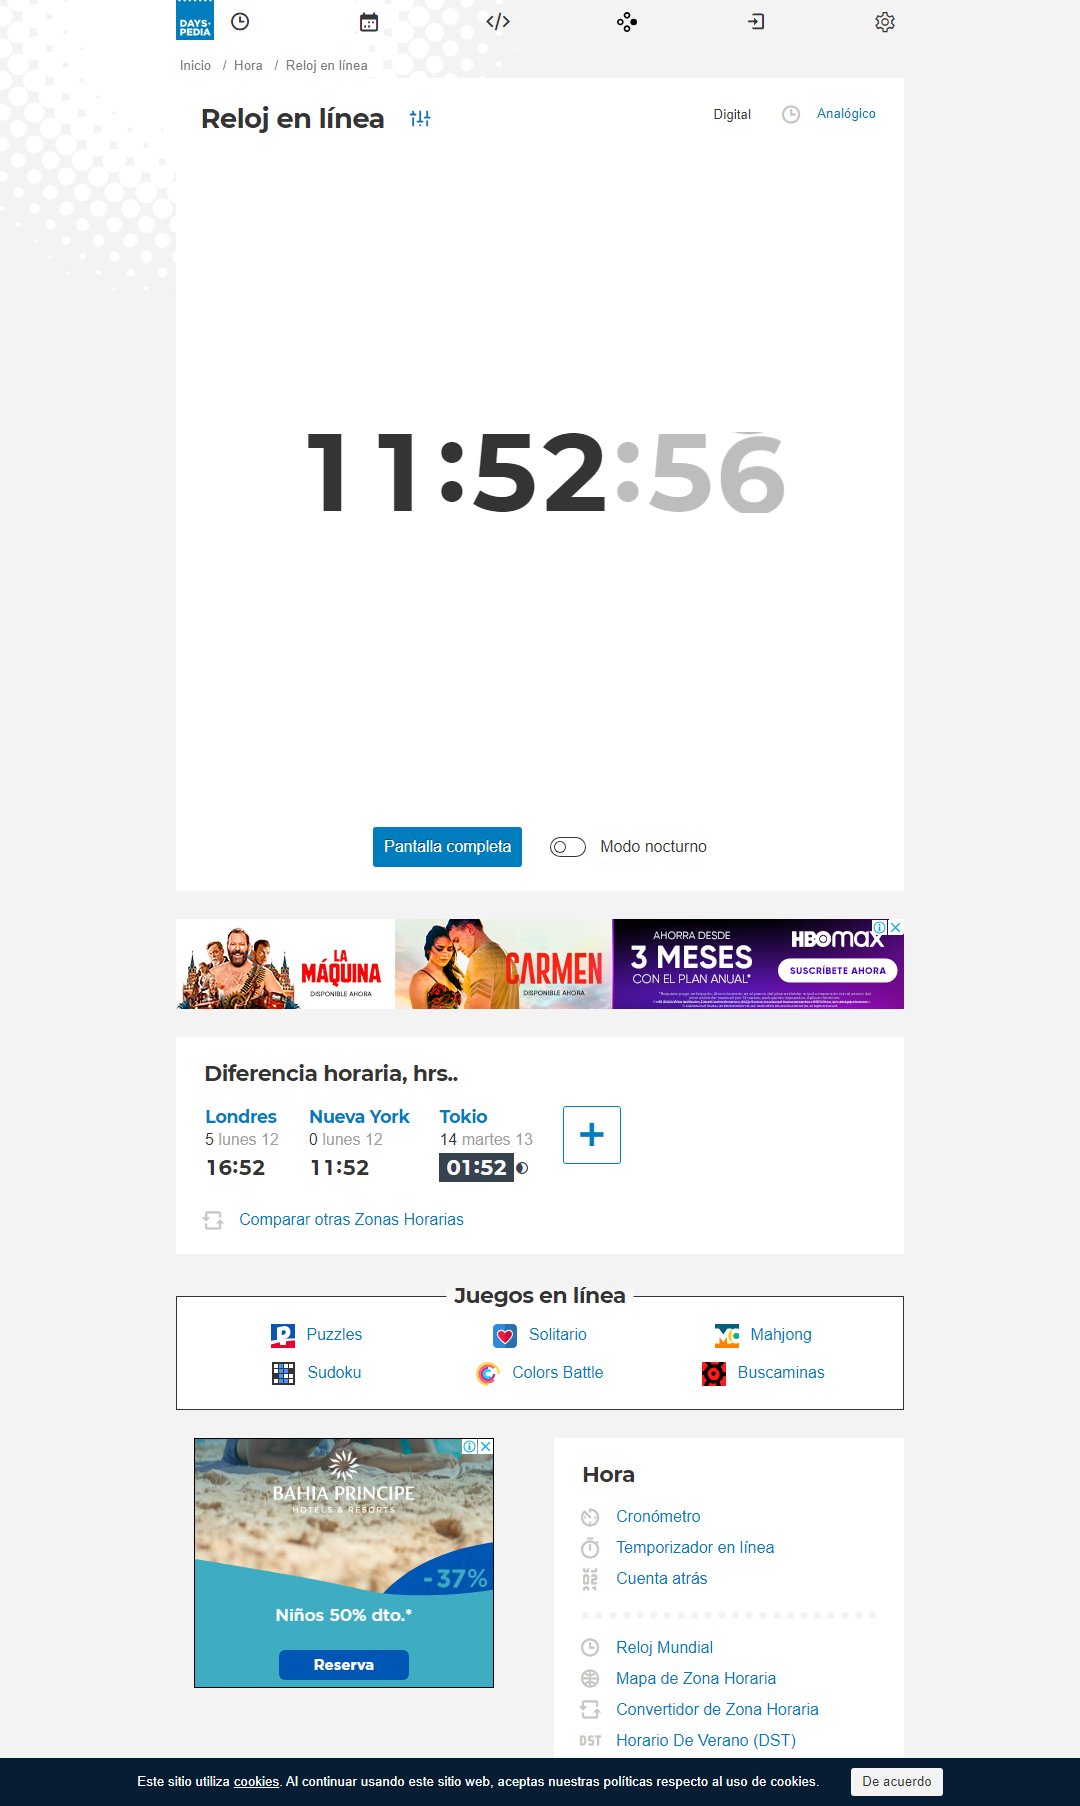 DAYS·
PEDIA
Inicio / Hora / Reloj en línea
Reloj en línea
Digital
Analógico
11:52:56
Pantalla completa
Modo nocturno
LA
MÁQUINA
DISPONIBLE AHORA
CARMEN
DISPONIBLE AHORA
AHORA DESDE
3 MESES
CON EL PLAN ANUAL*
HBOmax
SUSCRÍBETE AHORA
Diferencia horaria, hrs..
Londres
5 lunes 12
16:52
Nueva York
0 lunes 12
11:52
Tokio
14 martes 13
01:52
Comparar otras Zonas Horarias
Juegos en línea
Puzzles
Solitario
Mahjong
Sudoku
Colors Battle
Buscaminas
BAHIA PRINCIPE
HOTELS & RESORTS
- 37%
Niños 50% dto.*
Reserva
Hora
Cronómetro
Temporizador en línea
Cuenta atrás
Reloj Mundial
Mapa de Zona Horaria
Convertidor de Zona Horaria
DST Horario De Verano (DST)
Este sitio utiliza cookies. Al continuar usando este sitio web, aceptas nuestras políticas respecto al uso de cookies.
De acuerdo